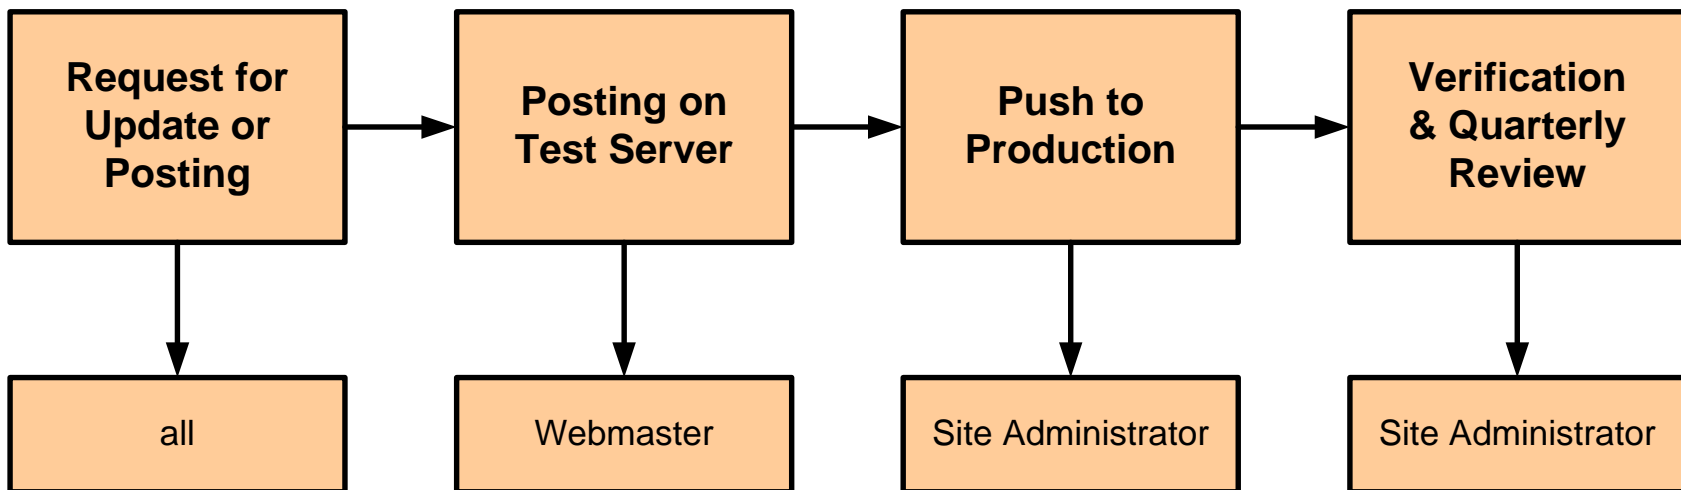 Request for
Update or
Posting
Posting on
Test Server
Push to
Production
Verification
& Quarterly
Review
all
Webmaster
Site Administrator
Site Administrator